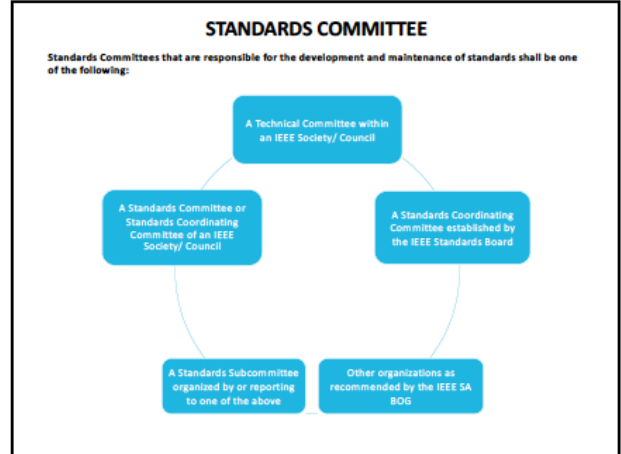 STANDARDS COMMITTEE
Standards Committees that are responsible for the development and maintenance of standards shall be one
of the following:
A Technical Committee within
an IEEE Society/ Council
A Standards Committee or
Standards Coordinating
Committee of an IEEE
Society/ Council
A Standards Coordinating
Committee established by
the IEEE Standards Board
A Standards Subcommittee
organized by or reporting
to one of the above
Other organizations as
recommended by the IEEE SA
BOG